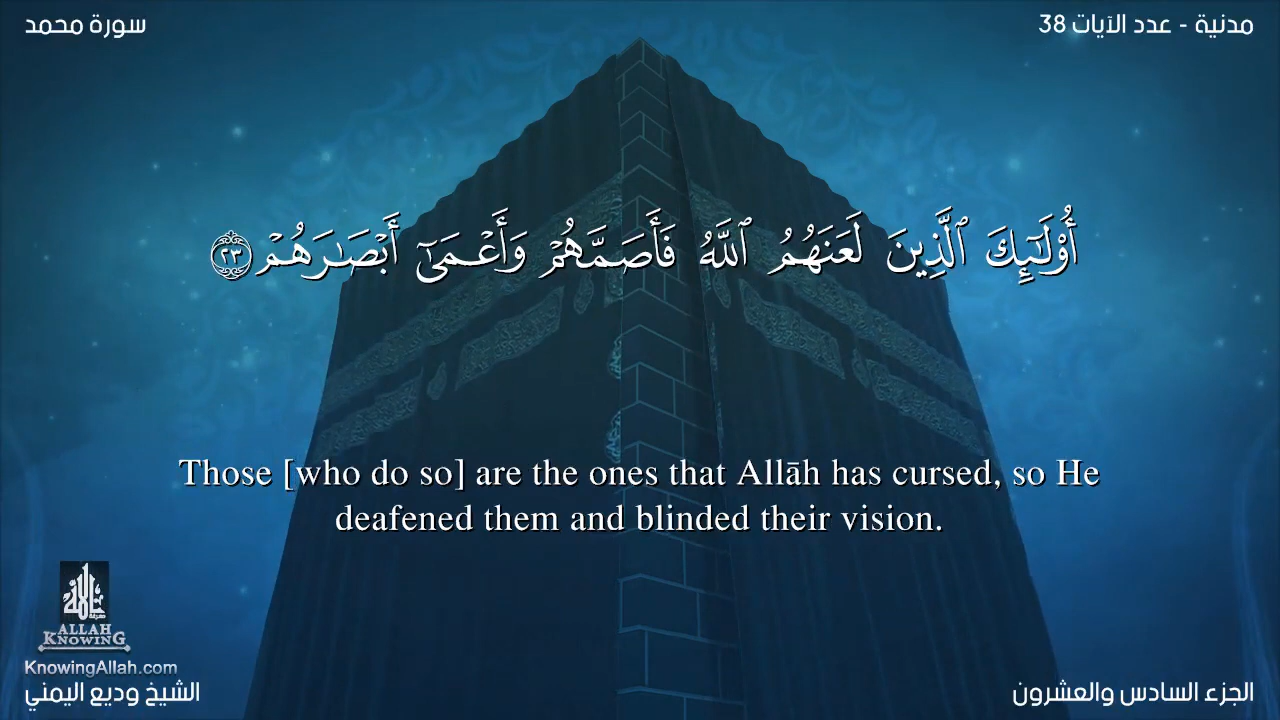 سورة محمد
مدنية - عدد الآيات 38
أُوْلَٰٓئِكَ ٱلَّذِينَ لَعَنَهُمُ ٱللَّهُ فَأَصَمَّهُمْ وَأَعْمَىٰٓ أَبْصَٰرَهُمْ ٢٣
Those [who do so] are the ones that Allāh has cursed, so He
deafened them and blinded their vision.
ALLAH
KNOWING
KnowingAllah.com
الشيخ وديع اليمني
الجزء السادس والعشرون